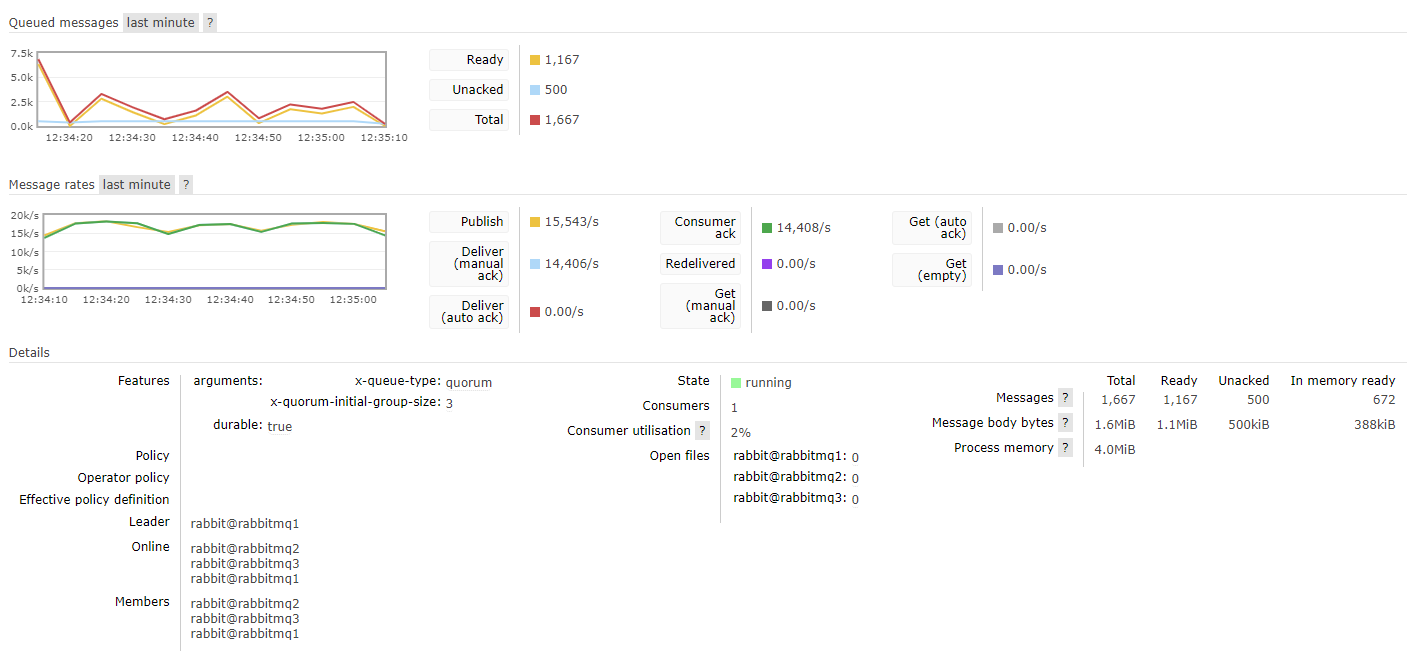 Queued messages last minute ?
7.5k
5.0k
2.5k
0.0k
12:34:20 12:34:30 12:34:40 12:34:50 12:35:00 12:35:10
Ready 1,167
Unacked 500
Total 1,667
Message rates last minute ?
20k/s
15k/s
10k/s
5k/s
0k/s
12:34:10 12:34:20 12:34:30 12:34:40 12:34:50 12:35:00
Publish 15,543/s
Deliver
(manual
ack) 14,406/s
Deliver
(auto ack) 0.00/s
Consumer
ack 14,408/s
Redelivered 0.00/s
Get
(manual
ack) 0.00/s
Get (auto
ack) 0.00/s
Get
(empty) 0.00/s
Details
Features arguments: x-queue-type: quorum
x-quorum-initial-group-size: 3
durable: true
Policy
Operator policy
Effective policy definition
Leader rabbit@rabbitmq1
Online rabbit@rabbitmq2
rabbit@rabbitmq3
rabbit@rabbitmq1
Members rabbit@rabbitmq2
rabbit@rabbitmq3
rabbit@rabbitmq1
State running
Consumers 1
Consumer utilisation ? 2%
Open files rabbit@rabbitmq1: 0
rabbit@rabbitmq2: 0
rabbit@rabbitmq3: 0
Total Ready Unacked In memory ready
Messages ? 1,667 1,167 500 672
Message body bytes ? 1.6MiB 1.1MiB 500kiB 388kiB
Process memory ? 4.0MiB